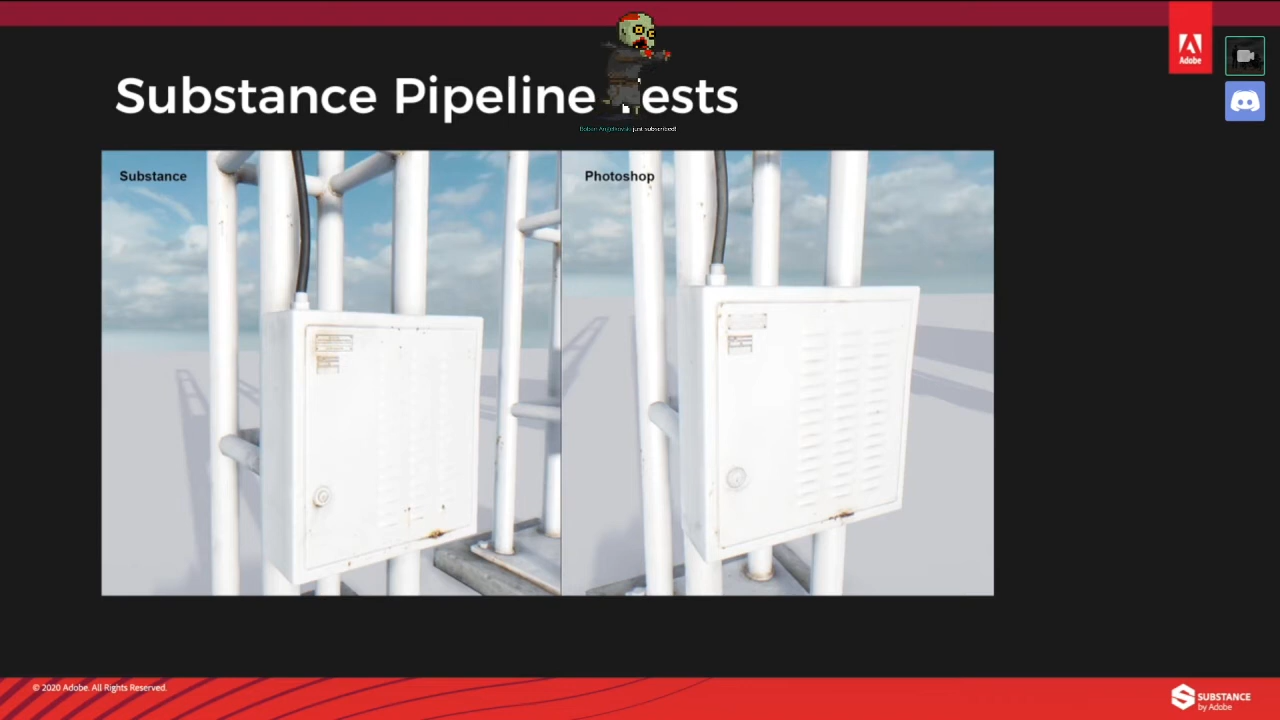 Adobe
Substance Pipeline ests
just subscribed!
Substance
Photoshop
© 2020 Adobe. All Rights Reserved.
SUBSTANCE
by Adobe